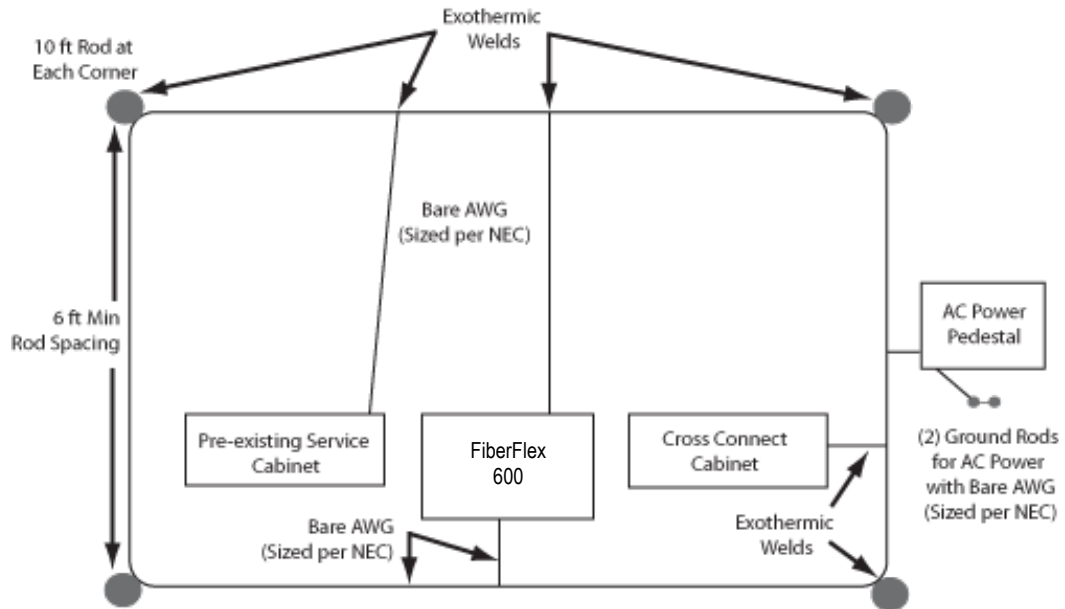 Exothermic
Welds
10 ft Rod at
Each Corner
Bare AWG
(Sized per NEC)
6 ft Min
Rod Spacing
AC Power
Pedestal
Pre-existing Service
Cabinet
FiberFlex
600
Cross Connect
Cabinet
(2) Ground Rods
for AC Power
with Bare AWG
(Sized per NEC)
Bare AWG
(Sized per NEC)
Exothermic
Welds